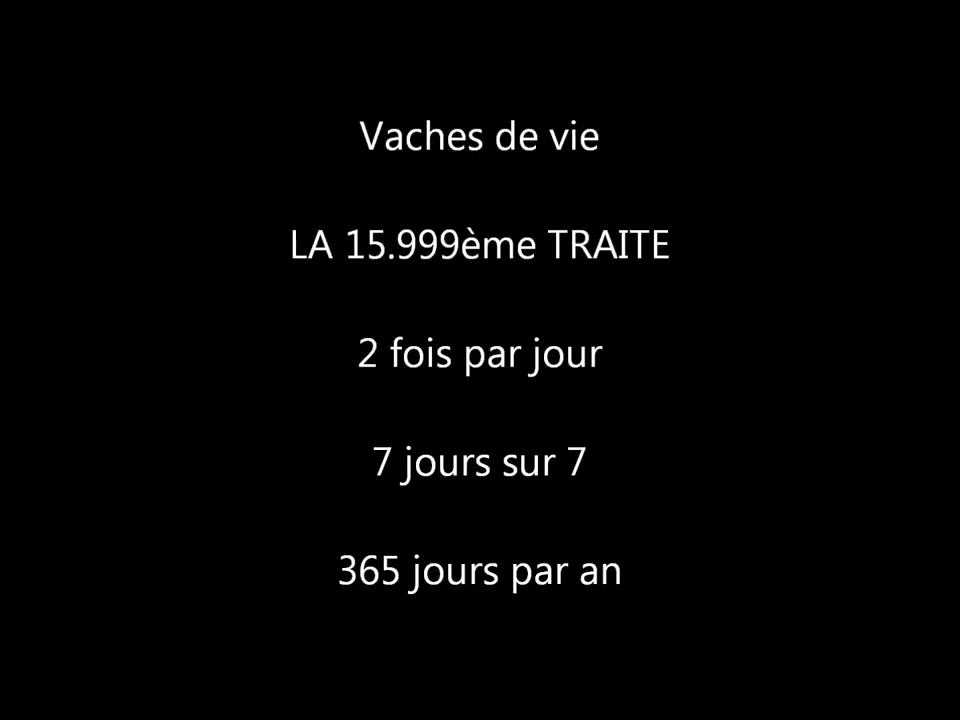 Vaches de vie
LA 15.999ème TRAITE
2 fois par jour
7 jours sur 7
365 jours par an